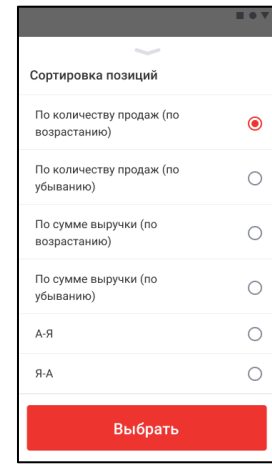 Сортировка позиций
По количеству продаж (по
возрастанию)
По количеству продаж (по
убыванию)
По сумме выручки (по
возрастанию)
По сумме выручки (по
убыванию)
А-Я
Я-А
Выбрать